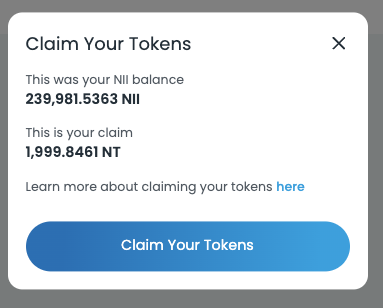 Claim Your Tokens
This was your NII balance
239,981.5363 NII
This is your claim
1,999.8461 NT
Learn more about claiming your tokens here
Claim Your Tokens